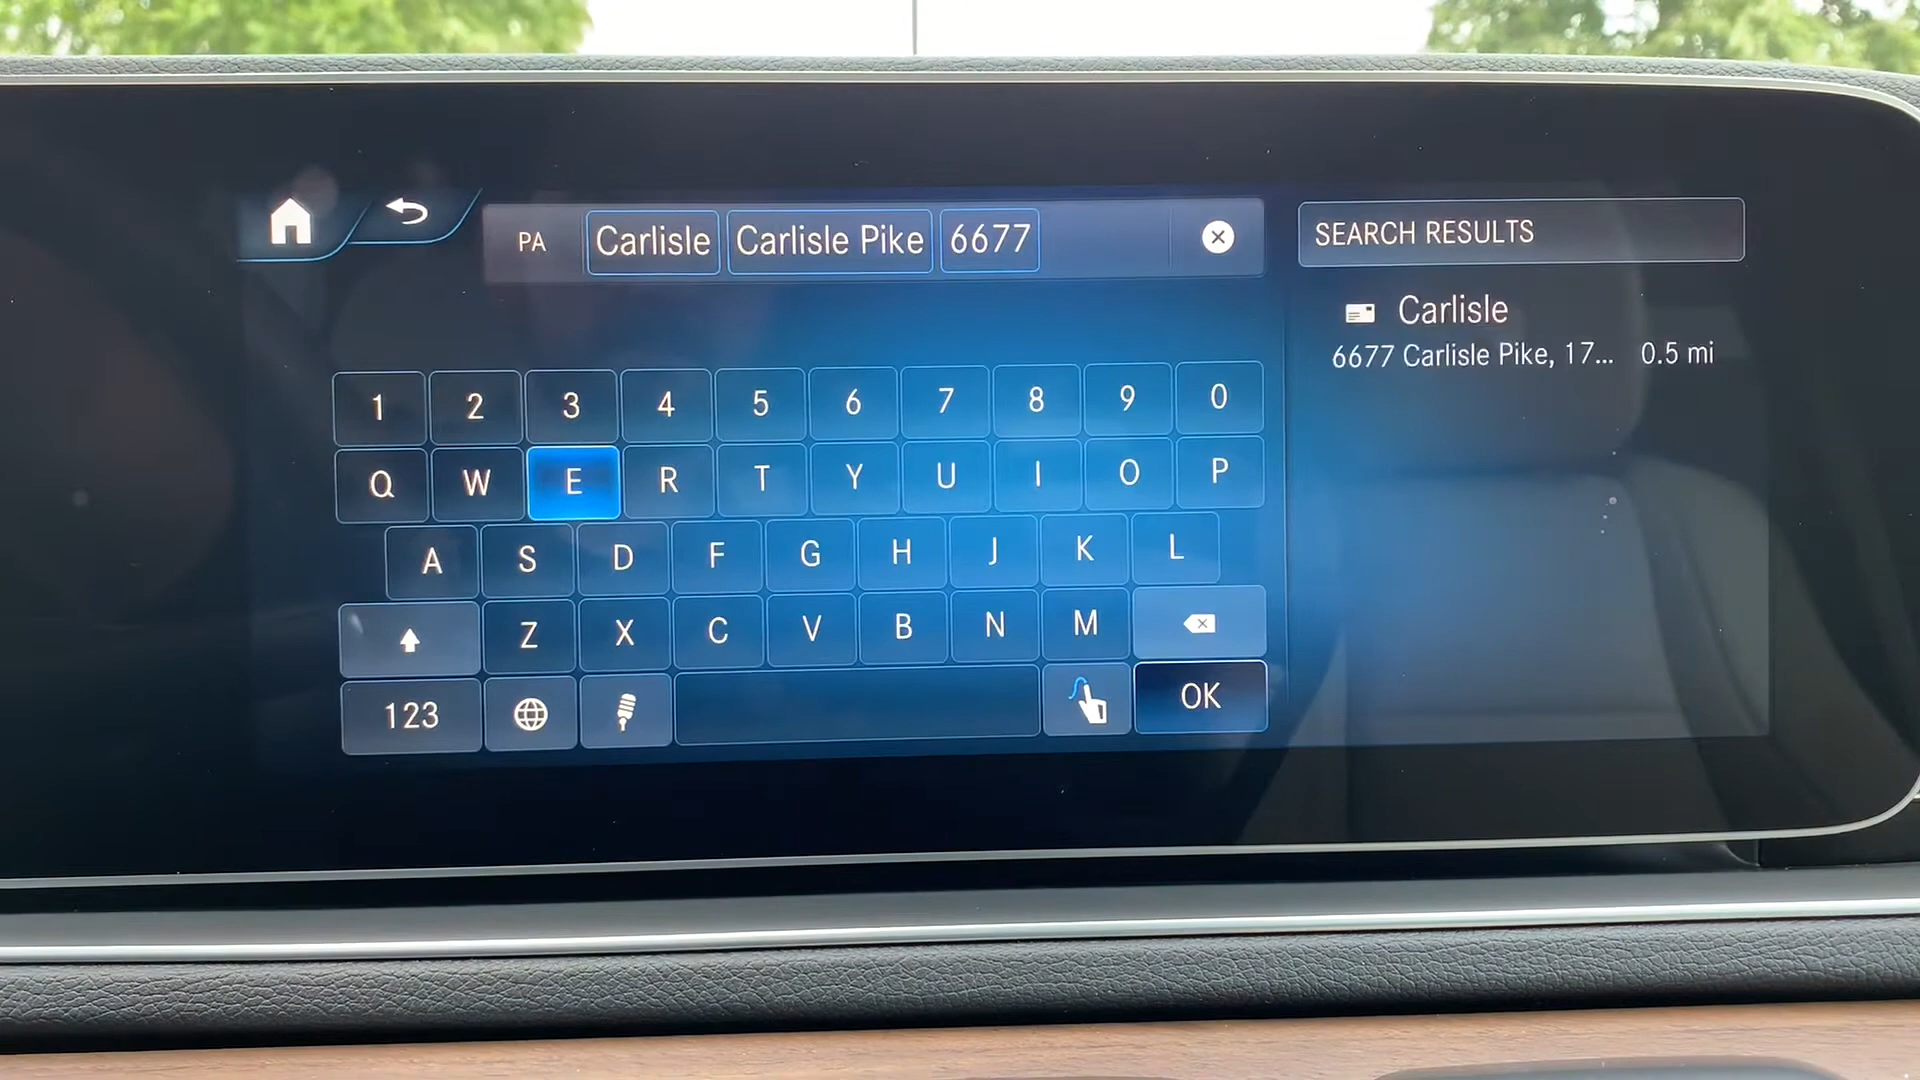 PA Carlisle Carlisle Pike 6677
SEARCH RESULTS
Carlisle
6677 Carlisle Pike, 17... 0.5 mi
1 2 3 4 5 6 7 8 9 0
Q W E R T Y U I O P
A S D F G H J K L
Z X C V B N M
123 OK